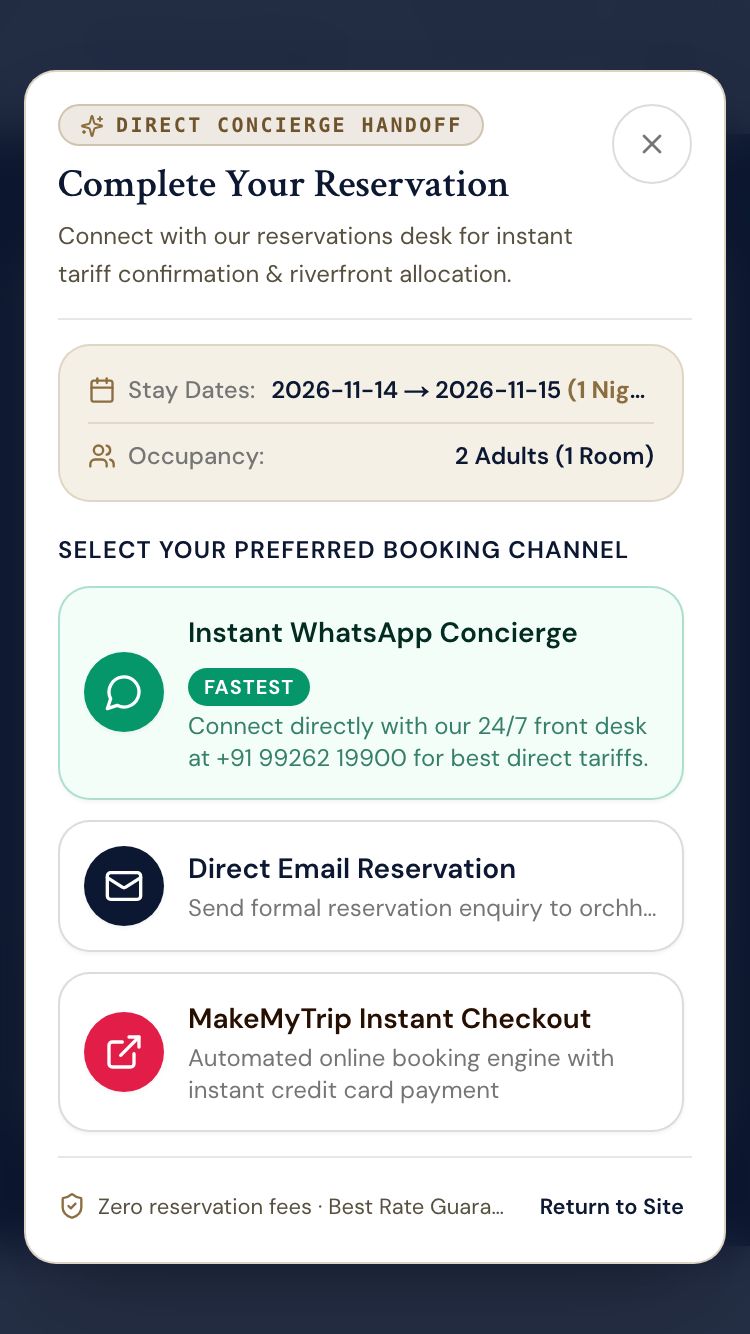 DIRECT CONCIERGE HANDOFF
Complete Your Reservation
Connect with our reservations desk for instant
tariff confirmation & riverfront allocation.
Stay Dates: 2026-11-14 → 2026-11-15 (1 Nig...
Occupancy: 2 Adults (1 Room)
SELECT YOUR PREFERRED BOOKING CHANNEL
Instant WhatsApp Concierge
FASTEST
Connect directly with our 24/7 front desk
at +91 99262 19900 for best direct tariffs.
Direct Email Reservation
Send formal reservation enquiry to orchh...
MakeMyTrip Instant Checkout
Automated online booking engine with
instant credit card payment
Zero reservation fees · Best Rate Guara... Return to Site